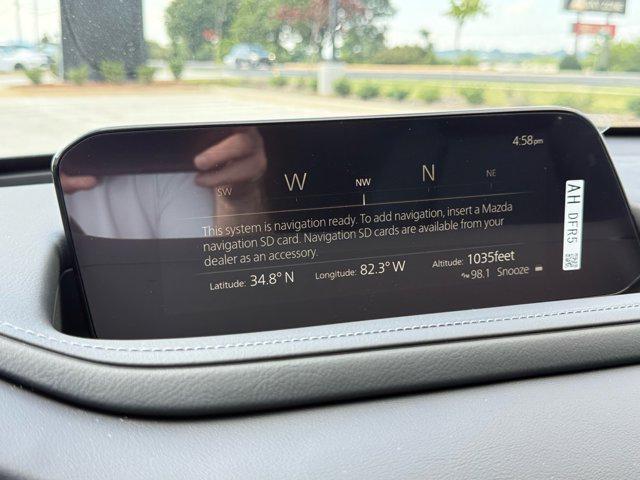 4:58pm
SW W NW N NE
This system is navigation ready. To add navigation, insert a Mazda
navigation SD card. Navigation SD cards are available from your
dealer as an accessory.
Latitude: 34.8° N Longitude: 82.3° W Altitude: 1035feet
98.1 Snooze
AH DFR5